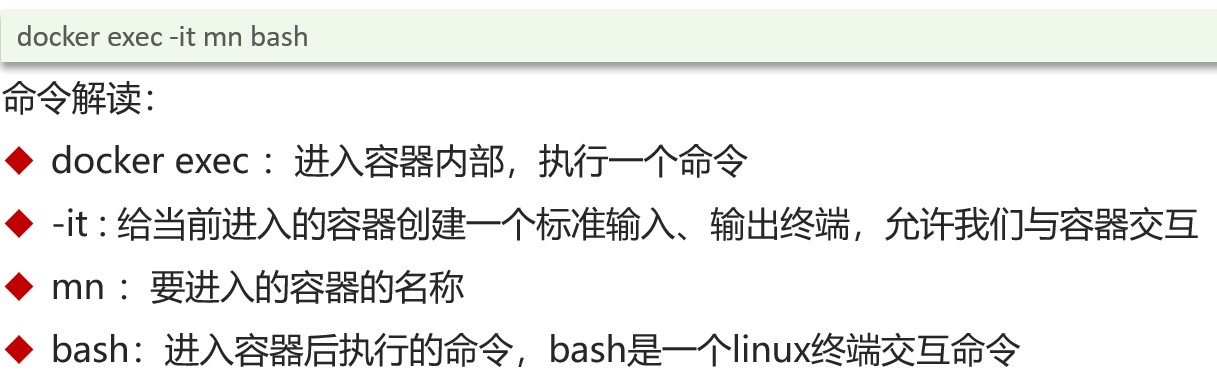 docker exec -it mn bash
命令解读：
◆ docker exec ：进入容器内部，执行一个命令
◆ -it : 给当前进入的容器创建一个标准输入、输出终端，允许我们与容器交互
◆ mn ：要进入的容器的名称
◆ bash：进入容器后执行的命令，bash是一个linux终端交互命令